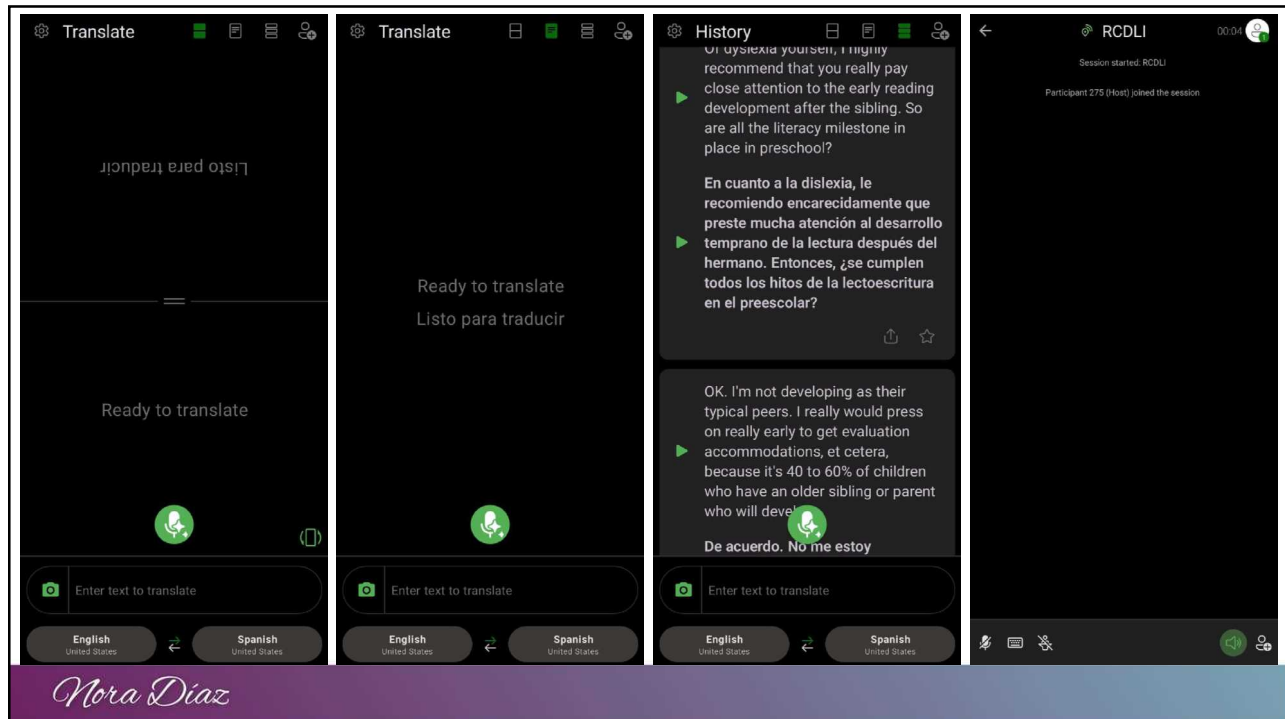 Translate
Listo para traducir
Ready to translate
Enter text to translate
English
United States
Spanish
United States
Translate
Ready to translate
Listo para traducir
Enter text to translate
English
United States
Spanish
United States
History
Of dyslexia yourself, I highly
recommend that you really pay
close attention to the early reading
development after the sibling. So
are all the literacy milestone in
place in preschool?
En cuanto a la dislexia, le
recomiendo encarecidamente que
preste mucha atención al desarrollo
temprano de la lectura después del
hermano. Entonces, ¿se cumplen
todos los hitos de la lectoescritura
en el preescolar?
OK. I'm not developing as their
typical peers. I really would press
on really early to get evaluation
accommodations, et cetera,
because it's 40 to 60% of children
who have an older sibling or parent
who will devel
De acuerdo. No me estoy
Enter text to translate
English
United States
Spanish
United States
RCDLI
00:04
1
Session started: RCDLI
Participant 275 (Host) joined the session
Nora Díaz